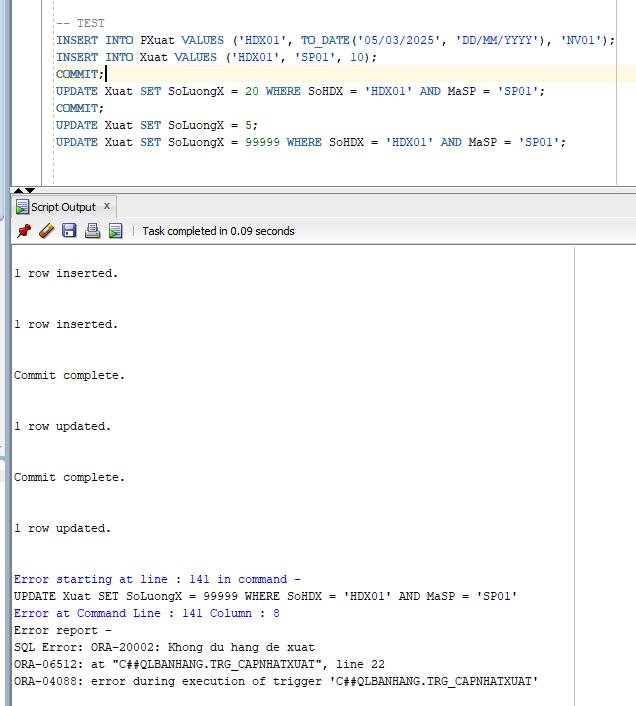 -- TEST
INSERT INTO PXuat VALUES ('HDX01', TO_DATE('05/03/2025', 'DD/MM/YYYY'), 'NV01');
INSERT INTO Xuat VALUES ('HDX01', 'SP01', 10);
COMMIT;
UPDATE Xuat SET SoLuongX = 20 WHERE SoHDX = 'HDX01' AND MaSP = 'SP01';
COMMIT;
UPDATE Xuat SET SoLuongX = 5;
UPDATE Xuat SET SoLuongX = 99999 WHERE SoHDX = 'HDX01' AND MaSP = 'SP01';
Script Output x
Task completed in 0.09 seconds
1 row inserted.
1 row inserted.
Commit complete.
1 row updated.
Commit complete.
1 row updated.
Error starting at line : 141 in command -
UPDATE Xuat SET SoLuongX = 99999 WHERE SoHDX = 'HDX01' AND MaSP = 'SP01'
Error at Command Line : 141 Column : 8
Error report -
SQL Error: ORA-20002: Khong du hang de xuat
ORA-06512: at "C##QLBANHANG.TRG_CAPNHATXUAT", line 22
ORA-04088: error during execution of trigger 'C##QLBANHANG.TRG_CAPNHATXUAT'